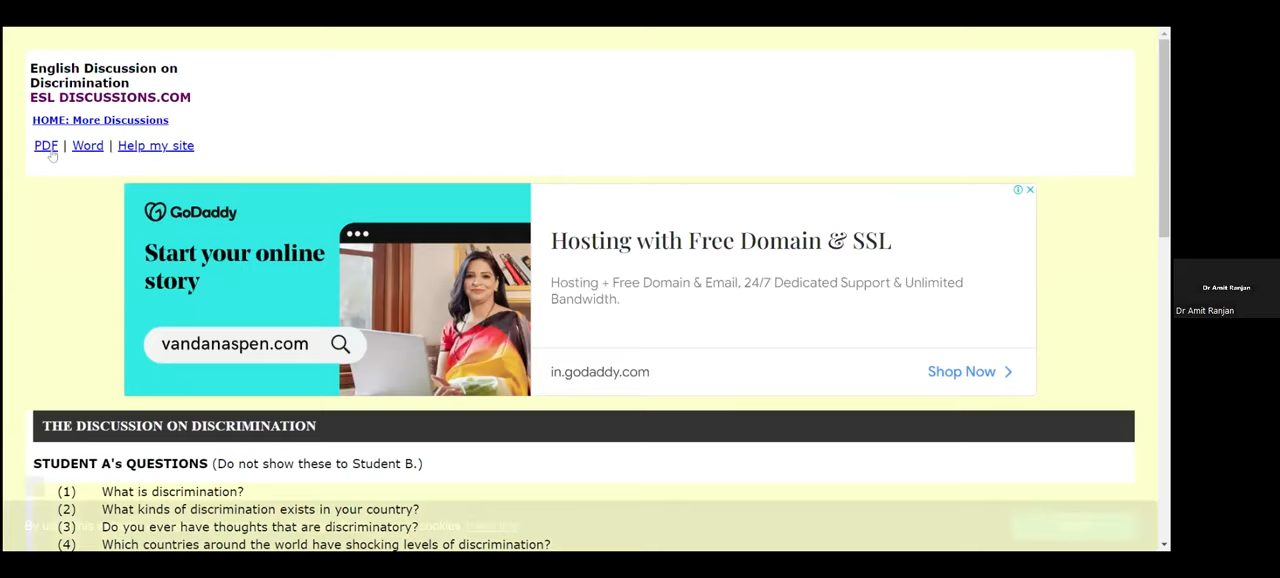 English Discussion on
Discrimination
ESL DISCUSSIONS.COM
HOME: More Discussions
PDF | Word | Help my site
GoDaddy
Start your online
story
vandanaspen.com
Hosting with Free Domain & SSL
Hosting + Free Domain & Email, 24/7 Dedicated Support & Unlimited
Bandwidth.
in.godaddy.com
Shop Now
Dr Amit Ranjan
Dr Amit Ranjan
THE DISCUSSION ON DISCRIMINATION
STUDENT A's QUESTIONS (Do not show these to Student B.)
(1) What is discrimination?
(2) What kinds of discrimination exists in your country?
(3) Do you ever have thoughts that are discriminatory?
(4) Which countries around the world have shocking levels of discrimination?